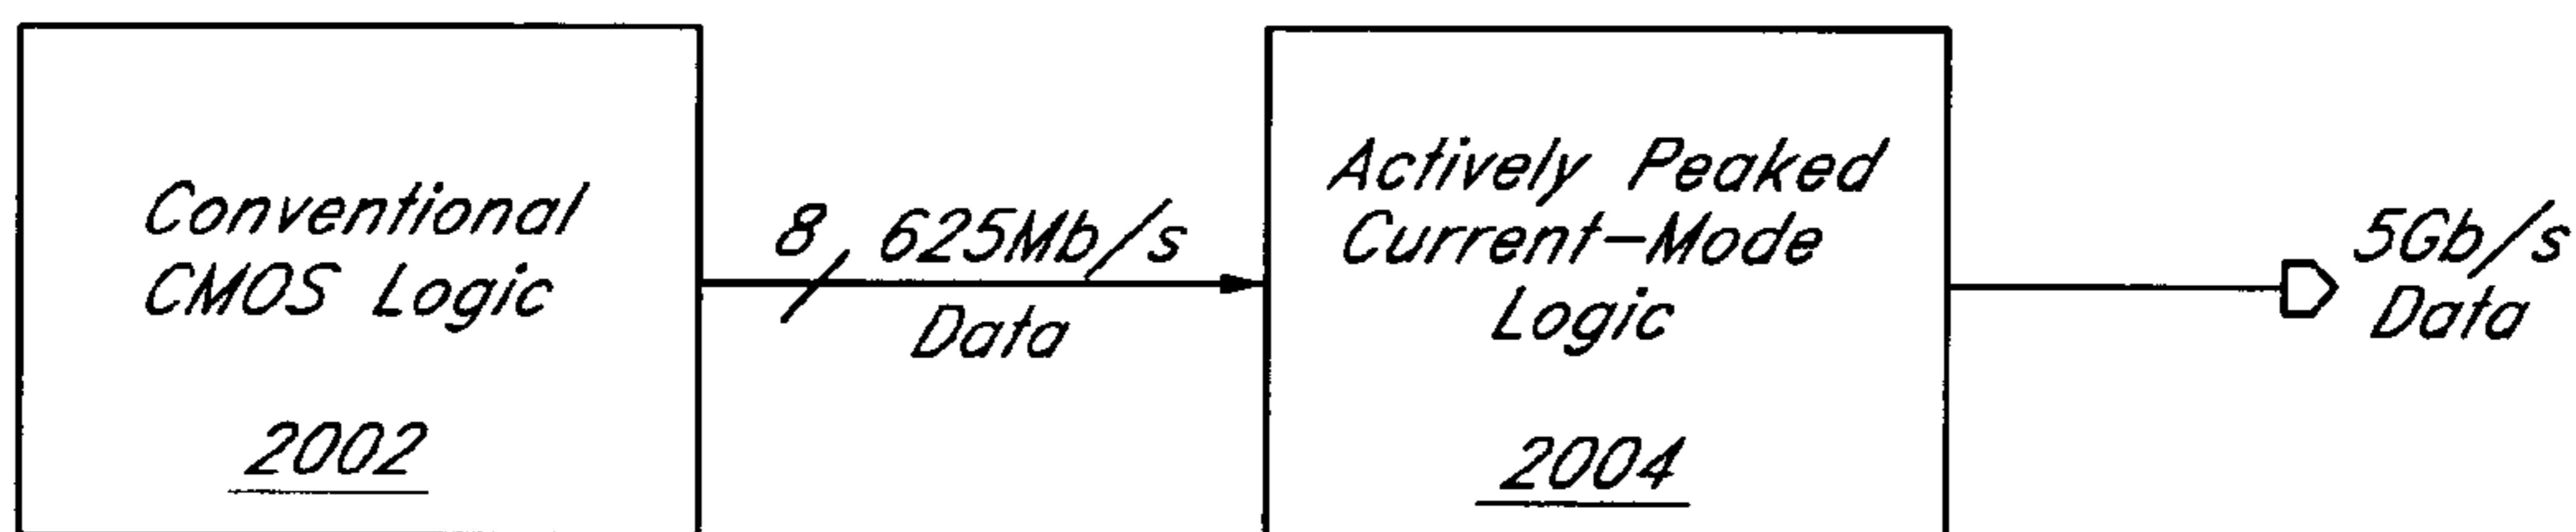 Conventional
CMOS Logic
2002
8
625Mb/s
Data
Actively Peaked
Current-Mode
Logic
2004
5Gb/s
Data